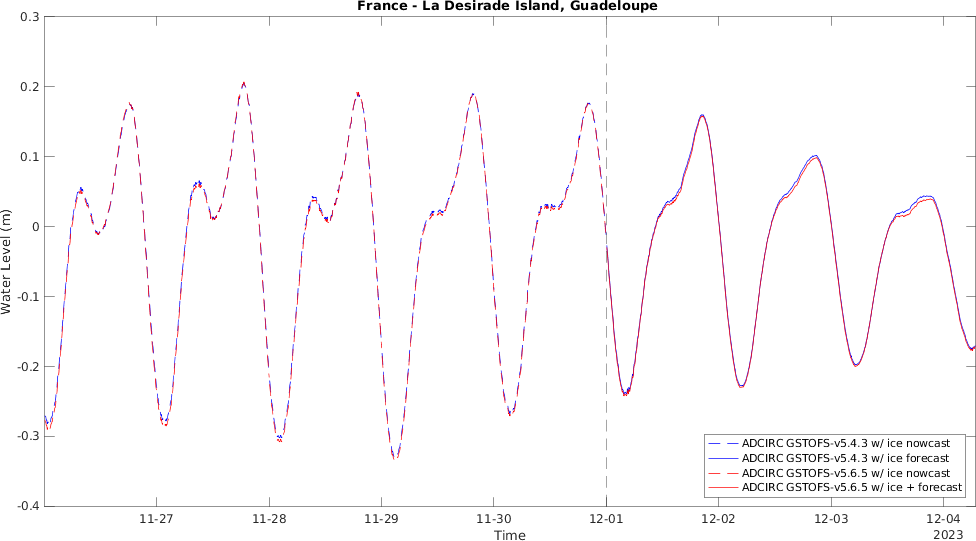 France - La Desirade Island, Guadeloupe
0.3
0.2
0.1
0
-0.1
-0.2
-0.3
-0.4
Water Level (m)
11-27
11-28
11-29
11-30
12-01
12-02
12-03
12-04
Time
2023
ADCIRC GSTOFS-v5.4.3 w/ ice nowcast
ADCIRC GSTOFS-v5.4.3 w/ ice forecast
ADCIRC GSTOFS-v5.6.5 w/ ice nowcast
ADCIRC GSTOFS-v5.6.5 w/ ice + forecast